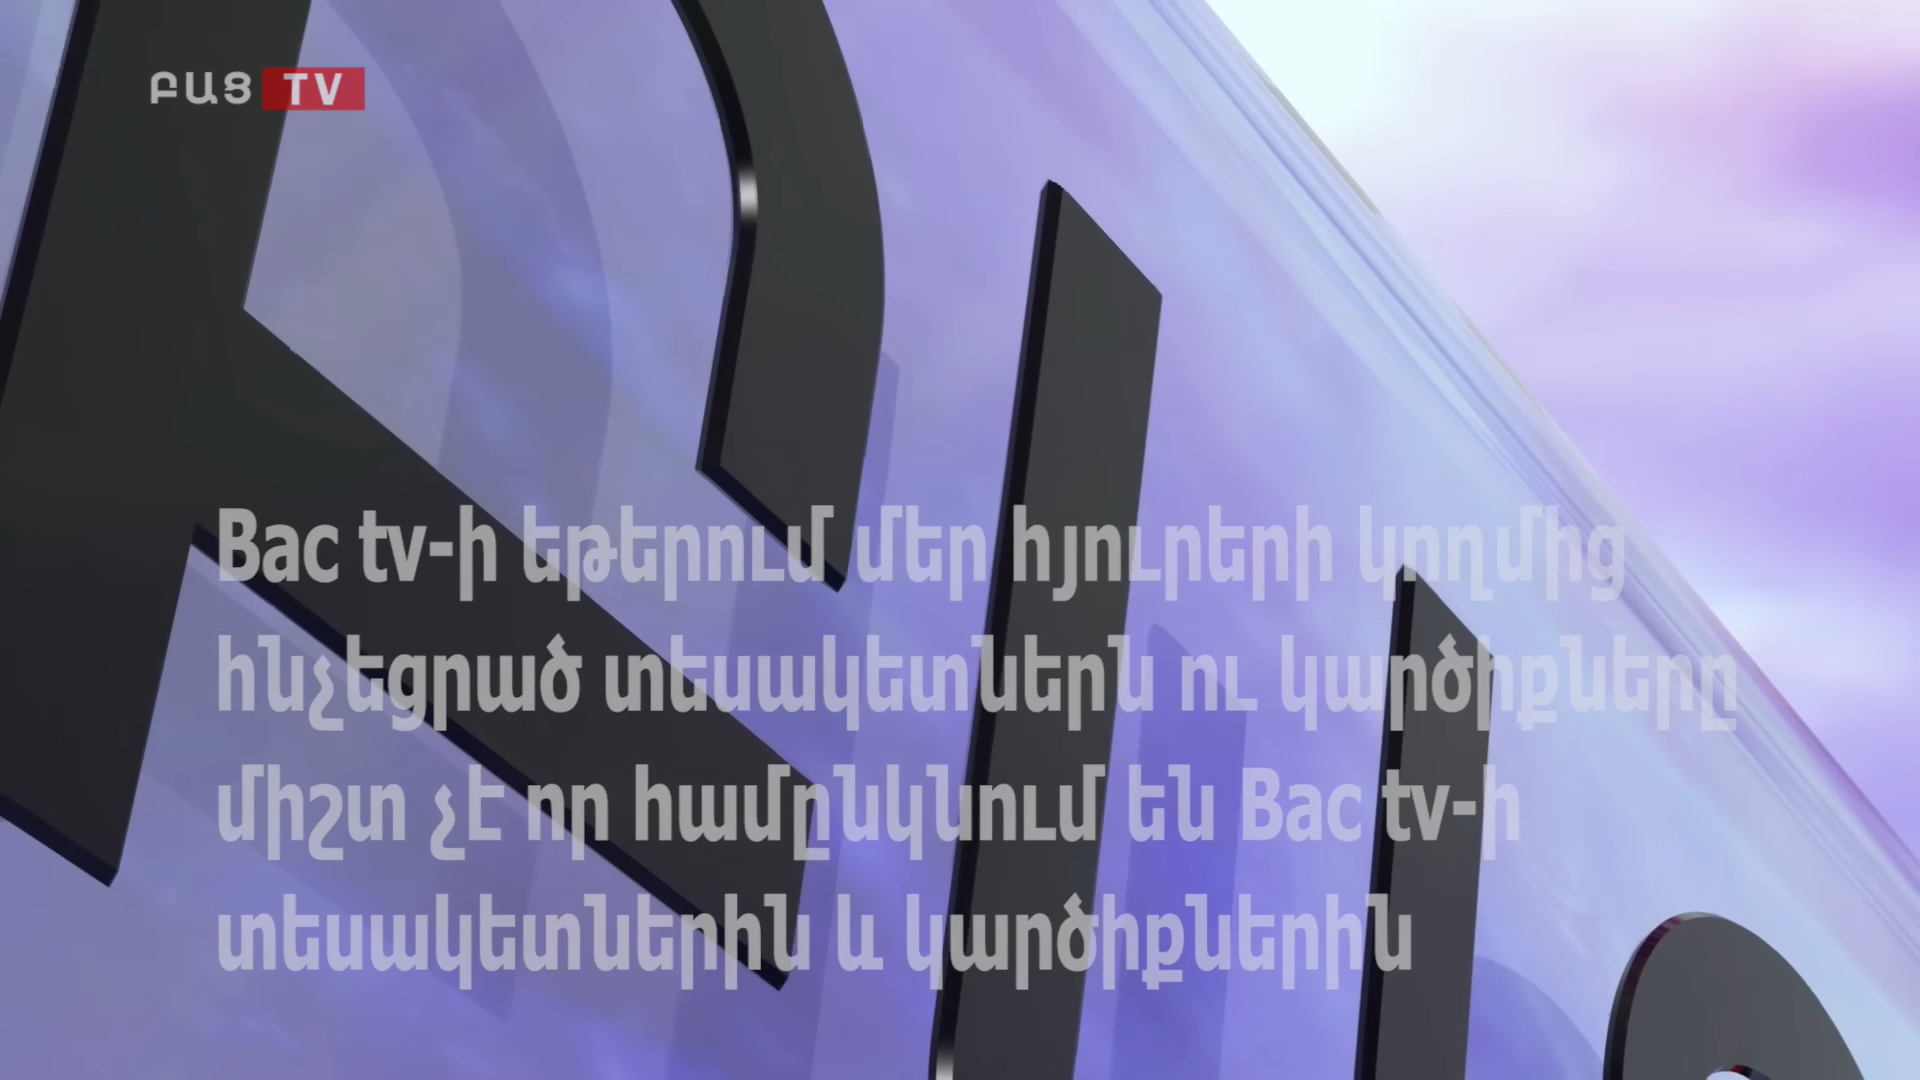 ԲԱՑ TV
Bac tv-ի եթերում մեր հյուրերի կողմից
հնչեցրած տեսակետներն ու կարծիքները
միշտ չէ որ համընկնում են Bac tv-ի
տեսակետներին և կարծիքներին